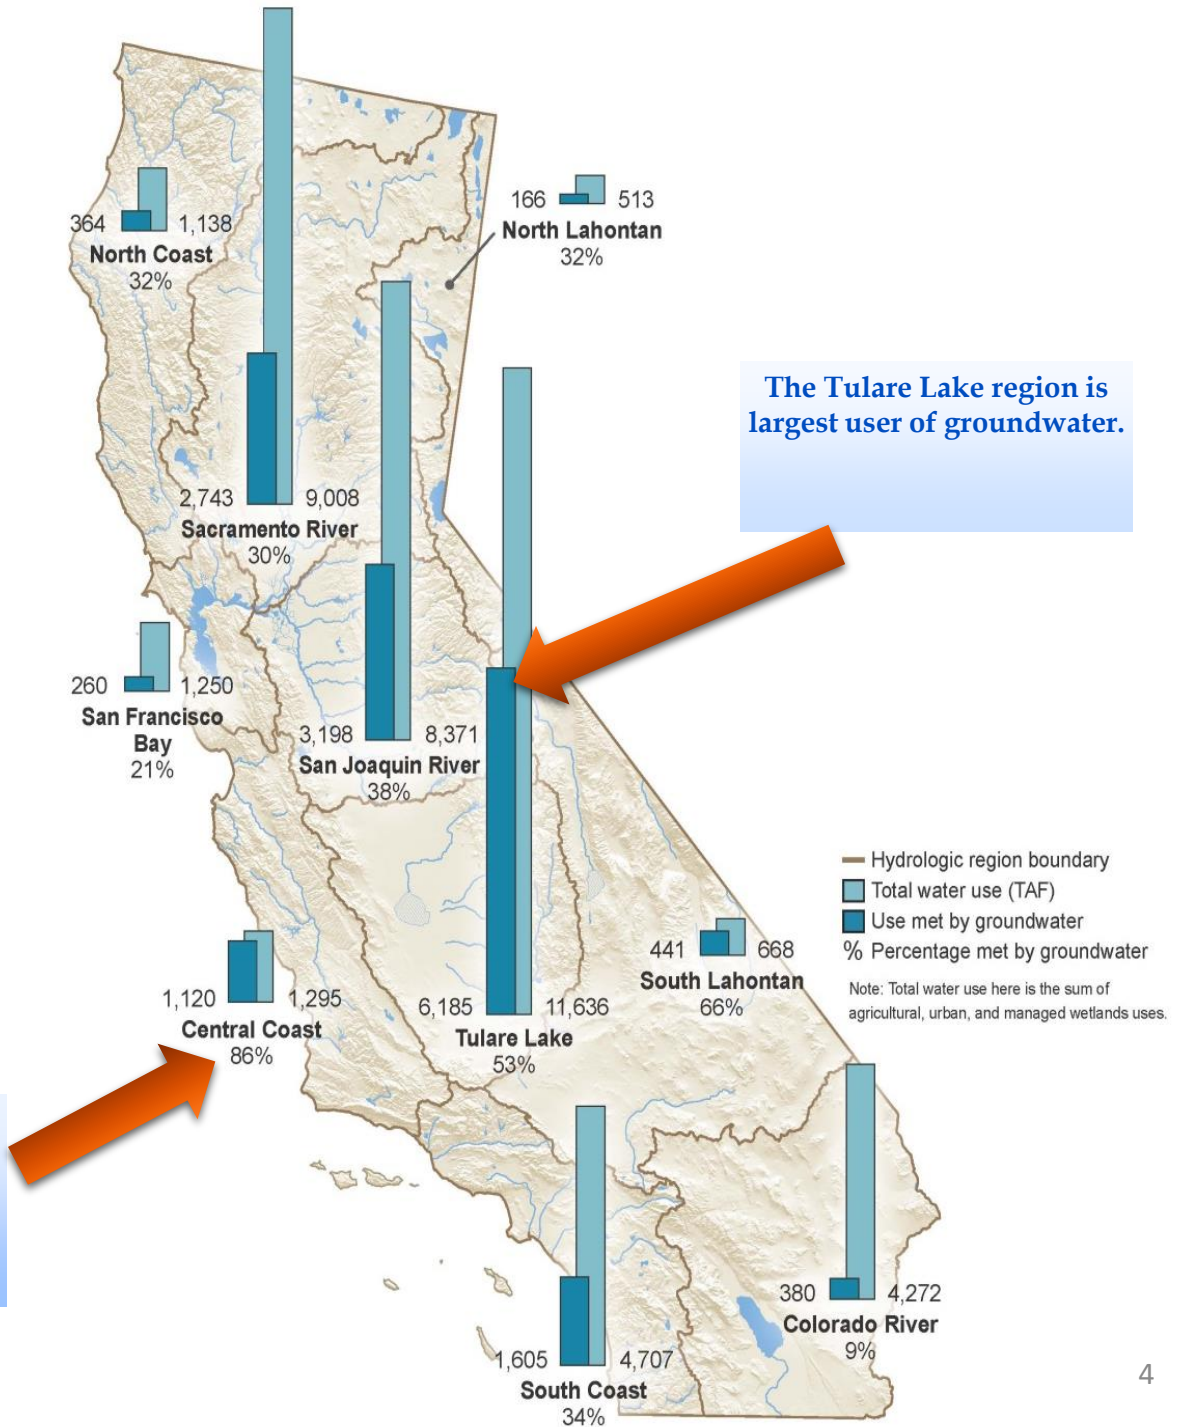 166
513
North Lahontan
32%
364
1,138
North Coast
32%
The Tulare Lake region is
largest user of groundwater.
2,743
9,008
Sacramento River
30%
260
1,250
San Francisco
Bay
21%
3,198
8,371
San Joaquin River
38%
Hydrologic region boundary
Total water use (TAF)
Use met by groundwater
% Percentage met by groundwater
Note: Total water use here is the sum of
agricultural, urban, and managed wetlands uses.
441
668
South Lahontan
66%
1,120
1,295
Central Coast
86%
6,185
11,636
Tulare Lake
53%
380
4,272
Colorado River
9%
1,605
4,707
South Coast
34%
4